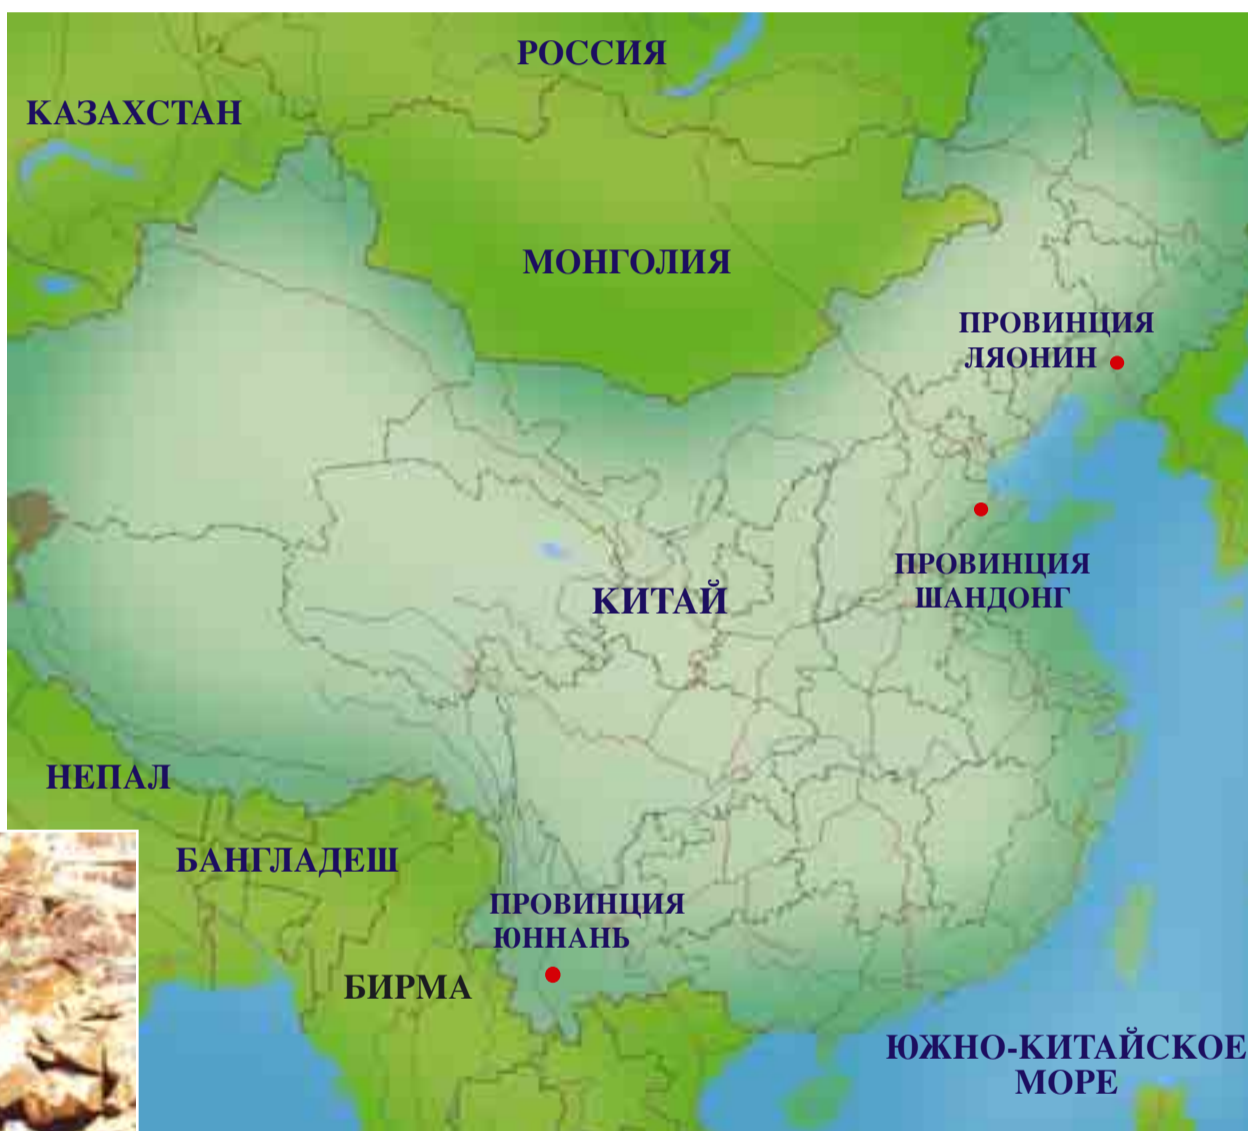 РОССИЯ
КАЗАХСТАН
МОНГОЛИЯ
ПРОВИНЦИЯ
ЛЯОНИН
ПРОВИНЦИЯ
ШАНДОНГ
КИТАЙ
НЕПАЛ
БАНГЛАДЕШ
ПРОВИНЦИЯ
ЮННАНЬ
БИРМА
ЮЖНО-КИТАЙСКОЕ
МОРЕ